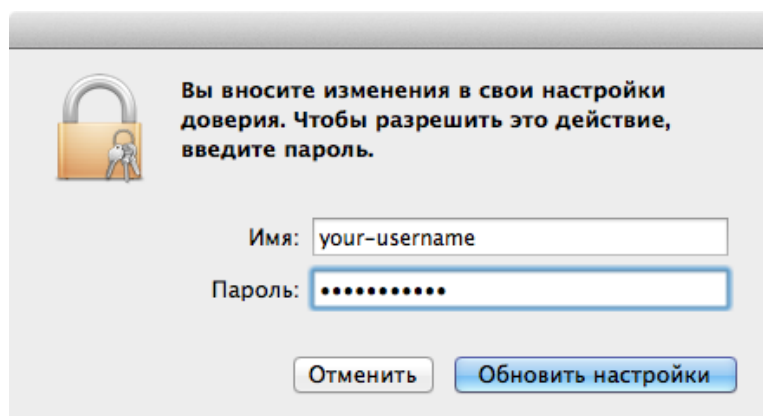 Вы вносите изменения в свои настройки
доверия. Чтобы разрешить это действие,
введите пароль.
Имя: your-username
Пароль: •••••••••••
Отменить Обновить настройки